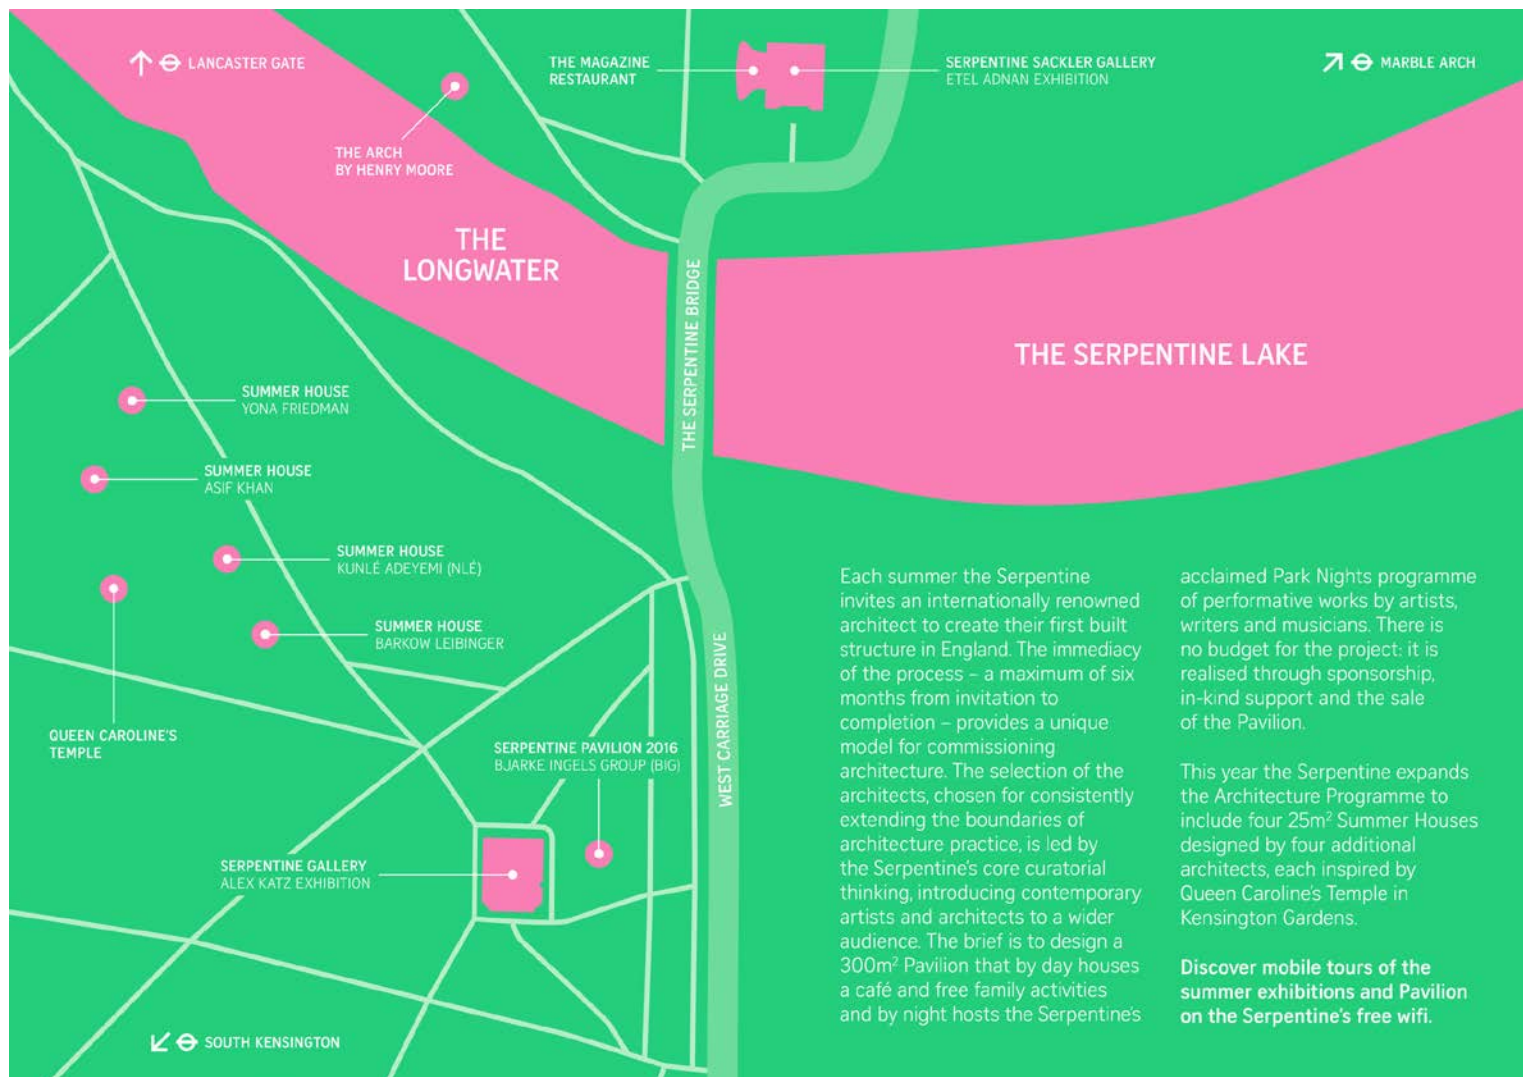 LANCASTER GATE
THE MAGAZINE
RESTAURANT
SERPENTINE SACKLER GALLERY
ETEL ADNAN EXHIBITION
MARBLE ARCH
THE ARCH
BY HENRY MOORE
THE
LONGWATER
THE SERPENTINE BRIDGE
THE SERPENTINE LAKE
SUMMER HOUSE
YONA FRIEDMAN
SUMMER HOUSE
ASIF KHAN
SUMMER HOUSE
KUNLÉ ADEYEMI (NLÉ)
SUMMER HOUSE
BARKOW LEIBINGER
QUEEN CAROLINE'S
TEMPLE
SERPENTINE PAVILION 2016
BJARKE INGELS GROUP (BIG)
WEST CARRIAGE DRIVE
SERPENTINE GALLERY
ALEX KATZ EXHIBITION
SOUTH KENSINGTON
Each summer the Serpentine
invites an internationally renowned
architect to create their first built
structure in England. The immediacy
of the process – a maximum of six
months from invitation to
completion – provides a unique
model for commissioning
architecture. The selection of the
architects, chosen for consistently
extending the boundaries of
architecture practice, is led by
the Serpentine's core curatorial
thinking, introducing contemporary
artists and architects to a wider
audience. The brief is to design a
300m² Pavilion that by day houses
a café and free family activities
and by night hosts the Serpentine's
acclaimed Park Nights programme
of performative works by artists,
writers and musicians. There is
no budget for the project: it is
realised through sponsorship,
in-kind support and the sale
of the Pavilion.
This year the Serpentine expands
the Architecture Programme to
include four 25m² Summer Houses
designed by four additional
architects, each inspired by
Queen Caroline's Temple in
Kensington Gardens.
Discover mobile tours of the
summer exhibitions and Pavilion
on the Serpentine's free wifi.